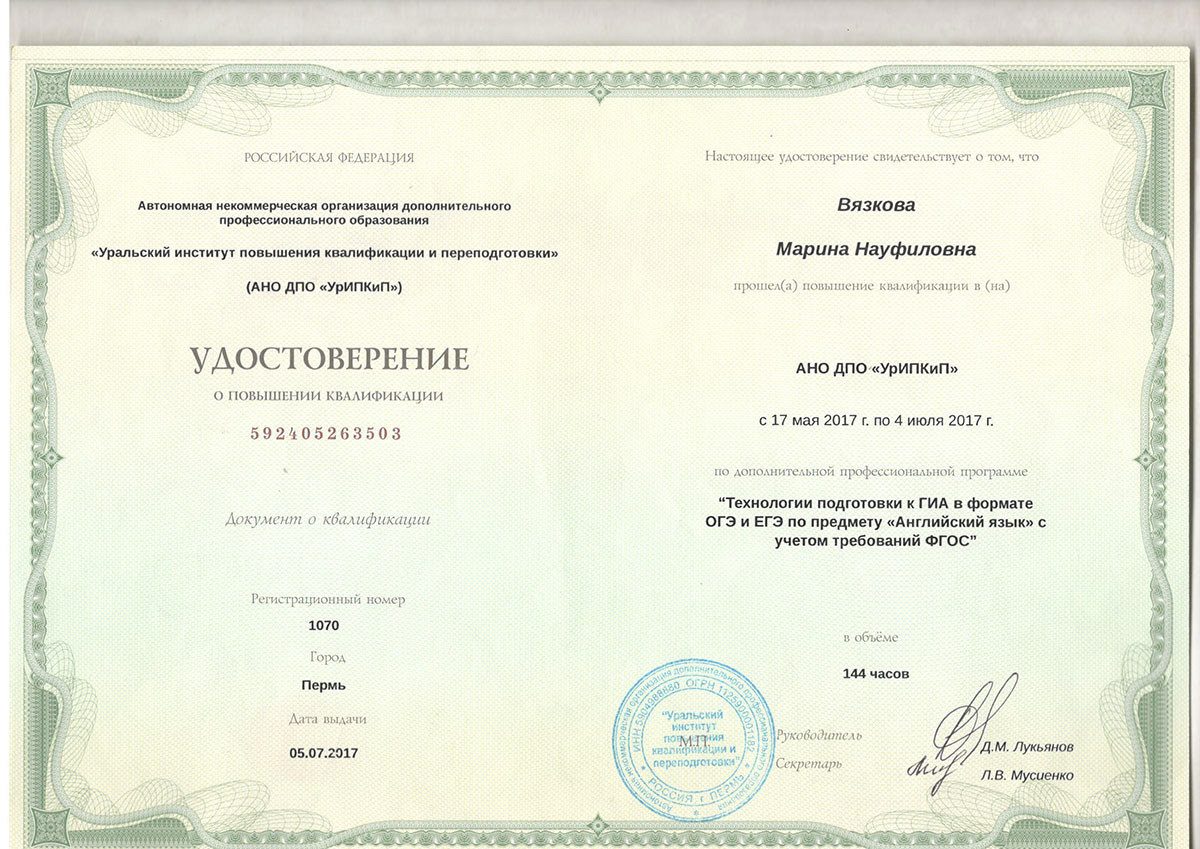 РОССИЙСКАЯ ФЕДЕРАЦИЯ
Автономная некоммерческая организация дополнительного
профессионального образования
«Уральский институт повышения квалификации и переподготовки»
(АНО ДПО «УрИПКиП»)
УДОСТОВЕРЕНИЕ
О ПОВЫШЕНИИ КВАЛИФИКАЦИИ
592405263503
Документ о квалификации
Регистрационный номер
1070
Город
Пермь
Дата выдачи
05.07.2017
Настоящее удостоверение свидетельствует о том, что
Вязкова
Марина Науфиловна
прошел(а) повышение квалификации в (на)
АНО ДПО «УрИПКиП»
с 17 мая 2017 г. по 4 июля 2017 г.
по дополнительной профессиональной программе
“Технологии подготовки к ГИА в формате
ОГЭ и ЕГЭ по предмету «Английский язык» с
учетом требований ФГОС”
в объёме
144 часов
Руководитель
Д.М. Лукьянов
Секретарь
Л.В. Мусиенко
М.П.
Автономная некоммерческая организация дополнительного профессионального образования
ИНН 5904988880 ОГРН 1125900001182
* РОССИЯ, г. ПЕРМЬ *
"Уральский
институт
повышения
квалификации и
переподготовки"